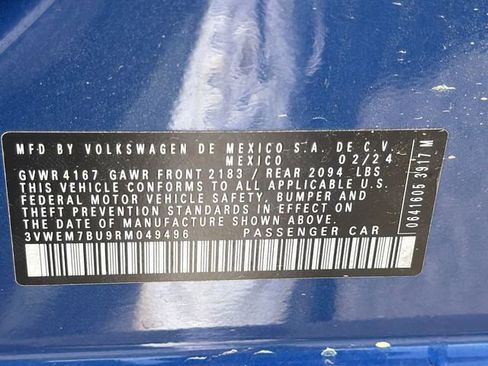 MFD BY VOLKSWAGEN DE MEXICO S.A. DE C.V.
MEXICO 02/24
GVWR 4167 GAWR FRONT 2183 / REAR 2094 LBS
THIS VEHICLE CONFORMS TO ALL APPLICABLE U.S.
FEDERAL MOTOR VEHICLE SAFETY, BUMPER AND
THEFT PREVENTION STANDARDS IN EFFECT ON THE
DATE OF MANUFACTURE SHOWN ABOVE.
3VWEM7BU9RM049496 PASSENGER CAR
0641605 2917 M